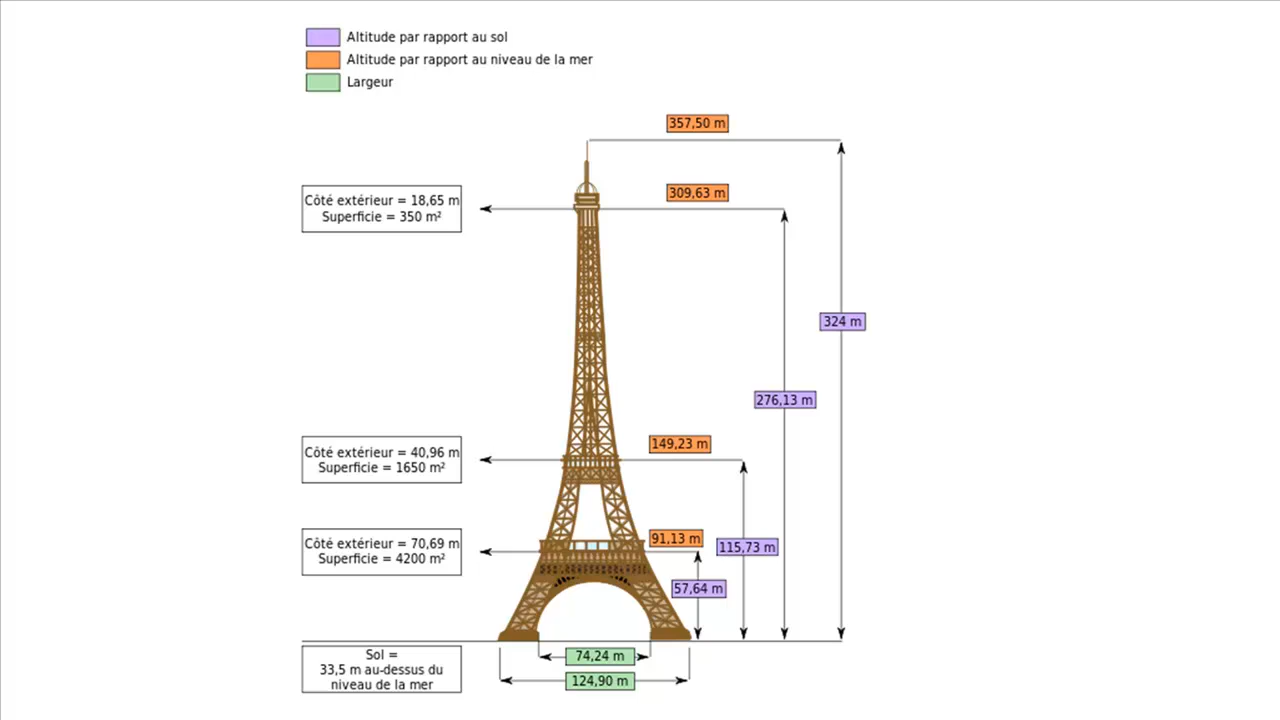 Altitude par rapport au sol
Altitude par rapport au niveau de la mer
Largeur
357,50 m
309,63 m
Côté extérieur = 18,65 m
Superficie = 350 m²
324 m
276,13 m
149,23 m
Côté extérieur = 40,96 m
Superficie = 1650 m²
91,13 m
115,73 m
Côté extérieur = 70,69 m
Superficie = 4200 m²
57,64 m
Sol =
33,5 m au-dessus du
niveau de la mer
74,24 m
124,90 m